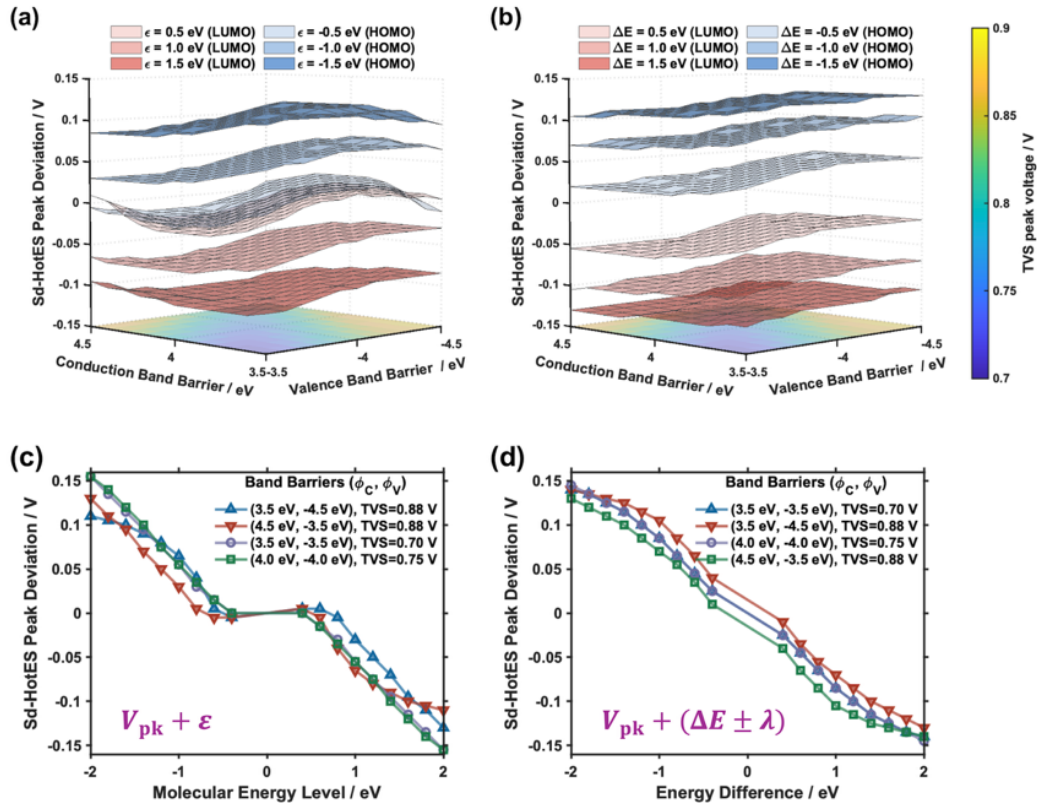 (a)
ϵ = 0.5 eV (LUMO) ϵ = -0.5 eV (HOMO)
ϵ = 1.0 eV (LUMO) ϵ = -1.0 eV (HOMO)
ϵ = 1.5 eV (LUMO) ϵ = -1.5 eV (HOMO)
Sd-HotES Peak Deviation / V
0.15
0.1
0.05
0
-0.05
-0.1
-0.15
4.5
4
3.5
-3.5
-4
-4.5
Conduction Band Barrier / eV
Valence Band Barrier / eV
(b)
ΔE = 0.5 eV (LUMO) ΔE = -0.5 eV (HOMO)
ΔE = 1.0 eV (LUMO) ΔE = -1.0 eV (HOMO)
ΔE = 1.5 eV (LUMO) ΔE = -1.5 eV (HOMO)
Sd-HotES Peak Deviation / V
0.15
0.1
0.05
0
-0.05
-0.1
-0.15
4.5
4
3.5
-3.5
-4
-4.5
Conduction Band Barrier / eV
Valence Band Barrier / eV
TVS peak voltage / V
0.9
0.85
0.8
0.75
0.7
(c)
Band Barriers (ϕC, ϕV)
(3.5 eV, -4.5 eV), TVS=0.88 V
(4.5 eV, -3.5 eV), TVS=0.88 V
(3.5 eV, -3.5 eV), TVS=0.70 V
(4.0 eV, -4.0 eV), TVS=0.75 V
Sd-HotES Peak Deviation / V
0.15
0.1
0.05
0
-0.05
-0.1
-0.15
Vpk + ε
-2 -1 0 1 2
Molecular Energy Level / eV
(d)
Band Barriers (ϕC, ϕV)
(3.5 eV, -3.5 eV), TVS=0.70 V
(3.5 eV, -4.5 eV), TVS=0.88 V
(4.0 eV, -4.0 eV), TVS=0.75 V
(4.5 eV, -3.5 eV), TVS=0.88 V
Sd-HotES Peak Deviation / V
0.15
0.1
0.05
0
-0.05
-0.1
-0.15
Vpk + (ΔE ± λ)
-2 -1 0 1 2
Energy Difference / eV